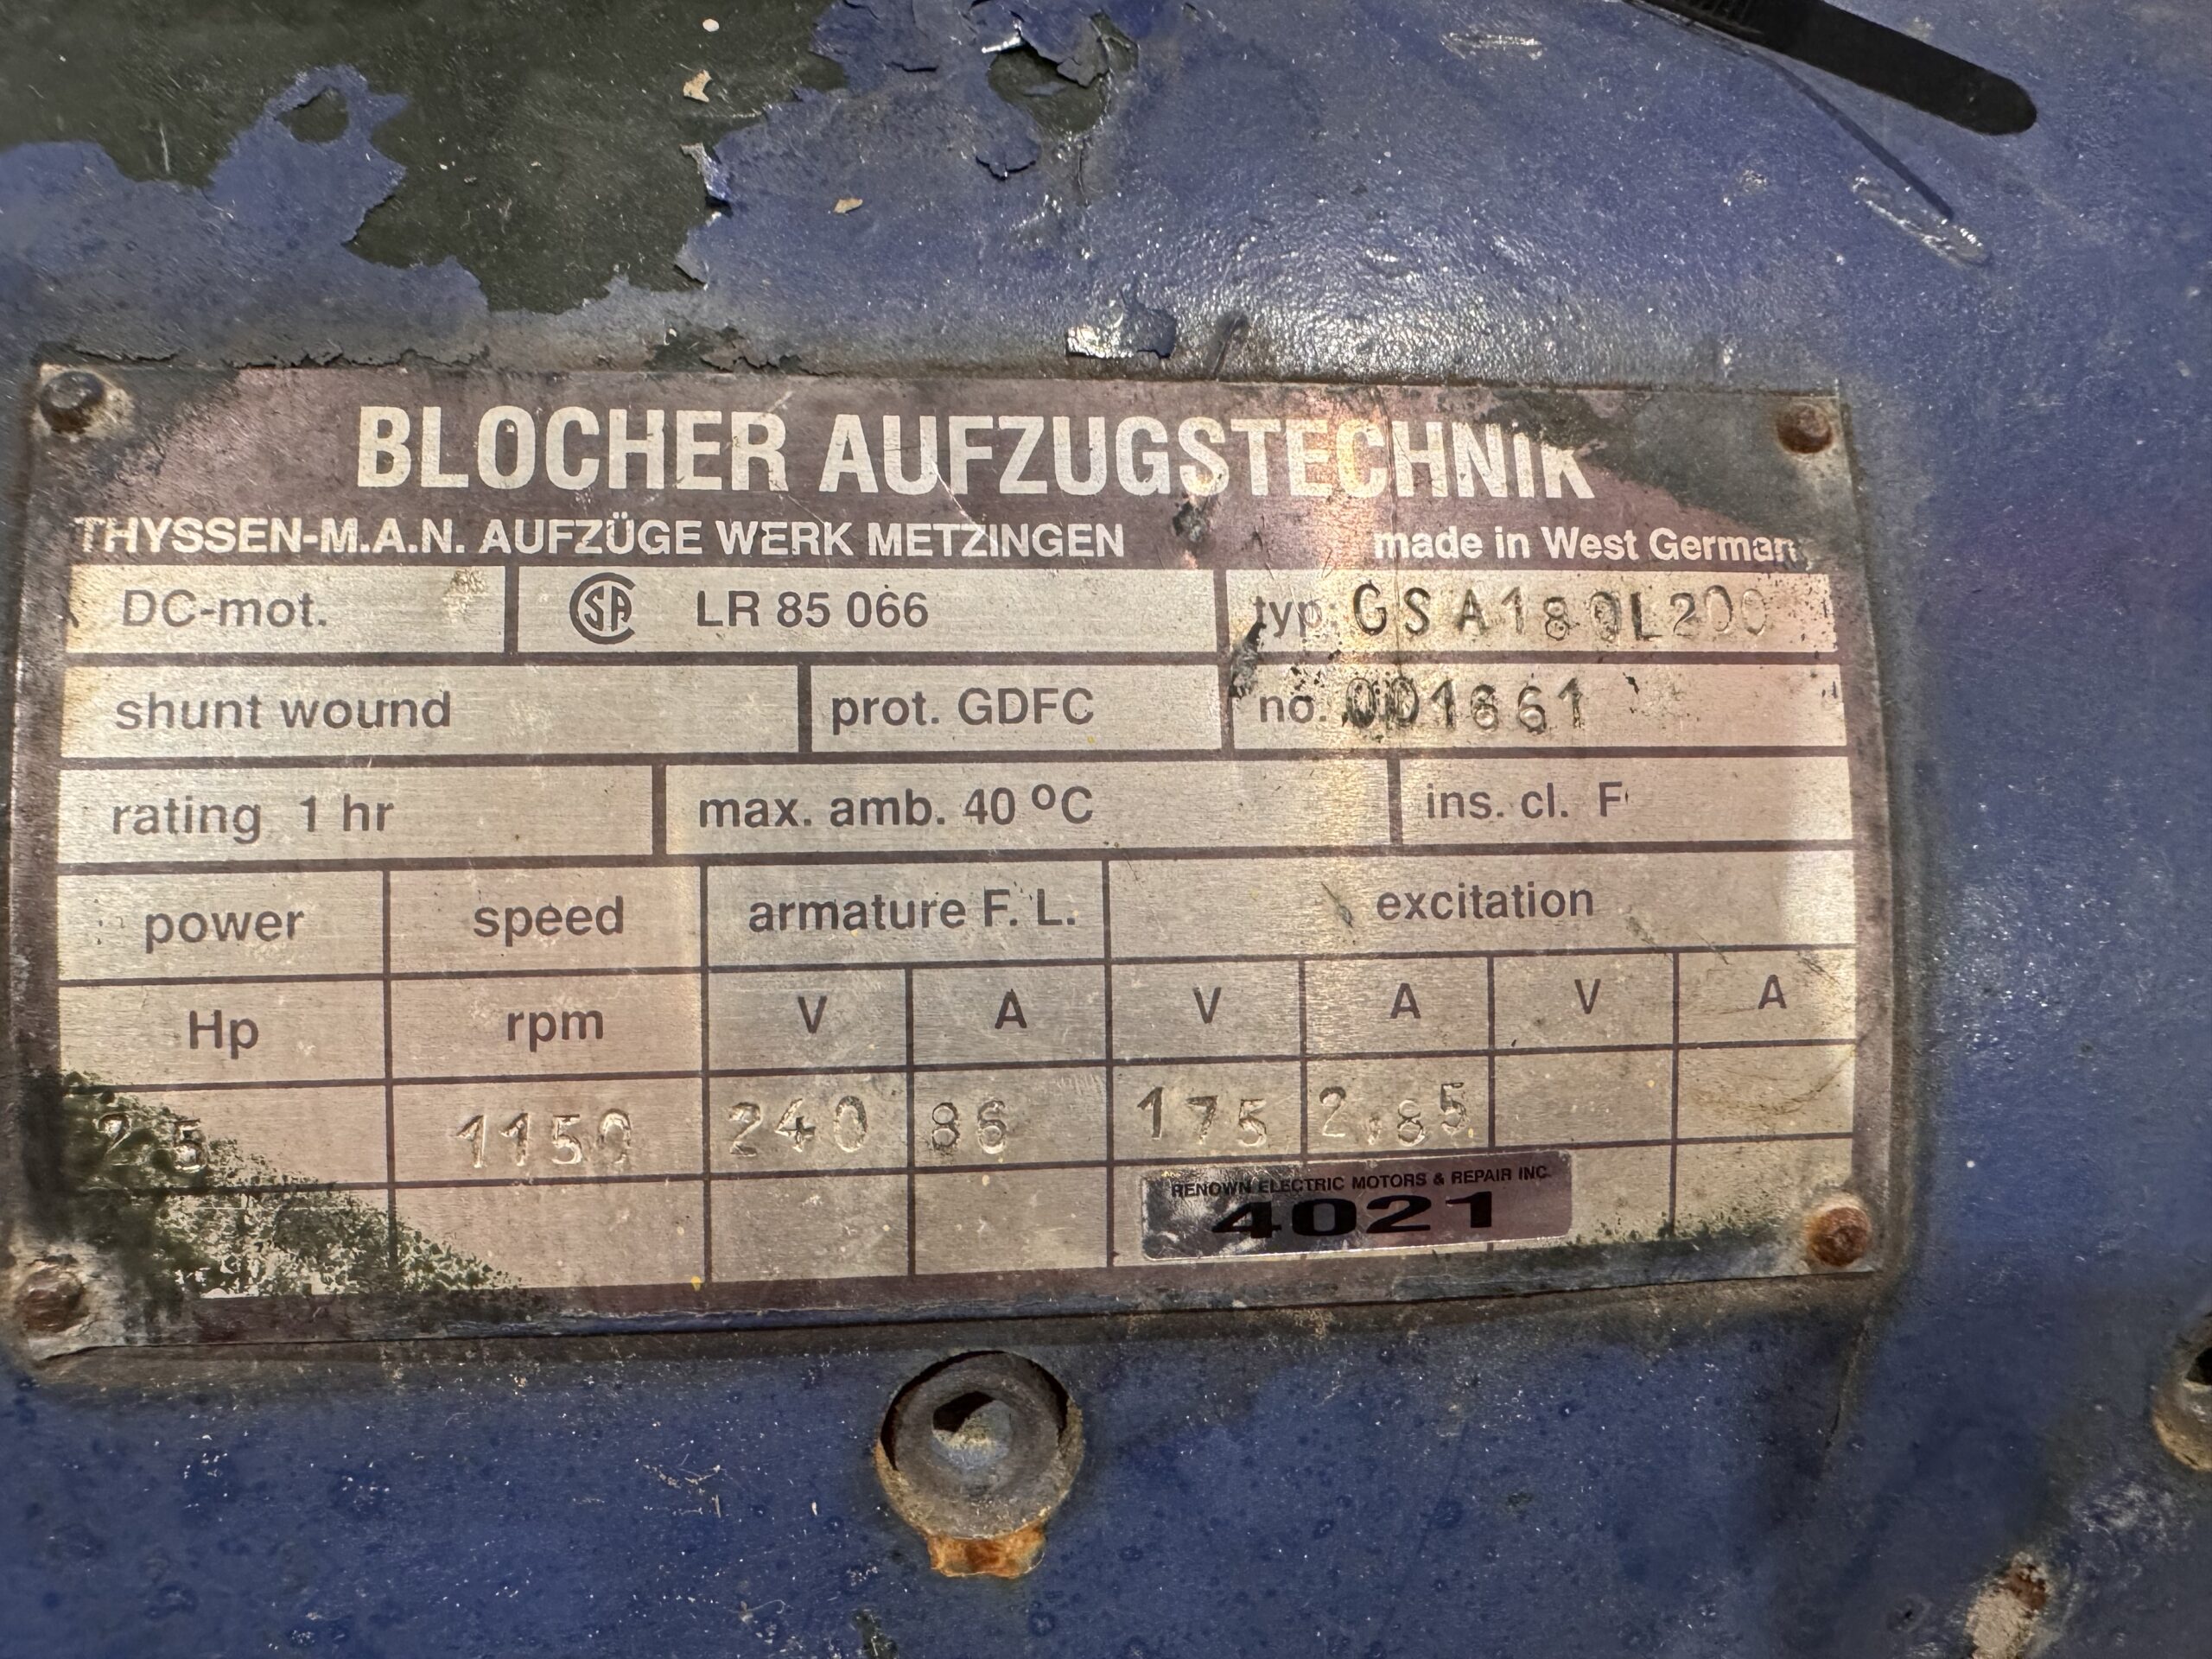 BLOCHER AUFZUGSTECHNIK
THYSSEN-M.A.N. AUFZÜGE WERK METZINGEN made in West German
DC-mot. CSA LR 85 066 typ: GSA180L200
shunt wound prot. GDFC no. 001661
rating 1 hr max. amb. 40 °C ins. cl. F
power speed armature F. L. excitation
Hp rpm V A V A V A
25 1150 240 86 175 2,85
RENOWN ELECTRIC MOTORS & REPAIR INC.
4021